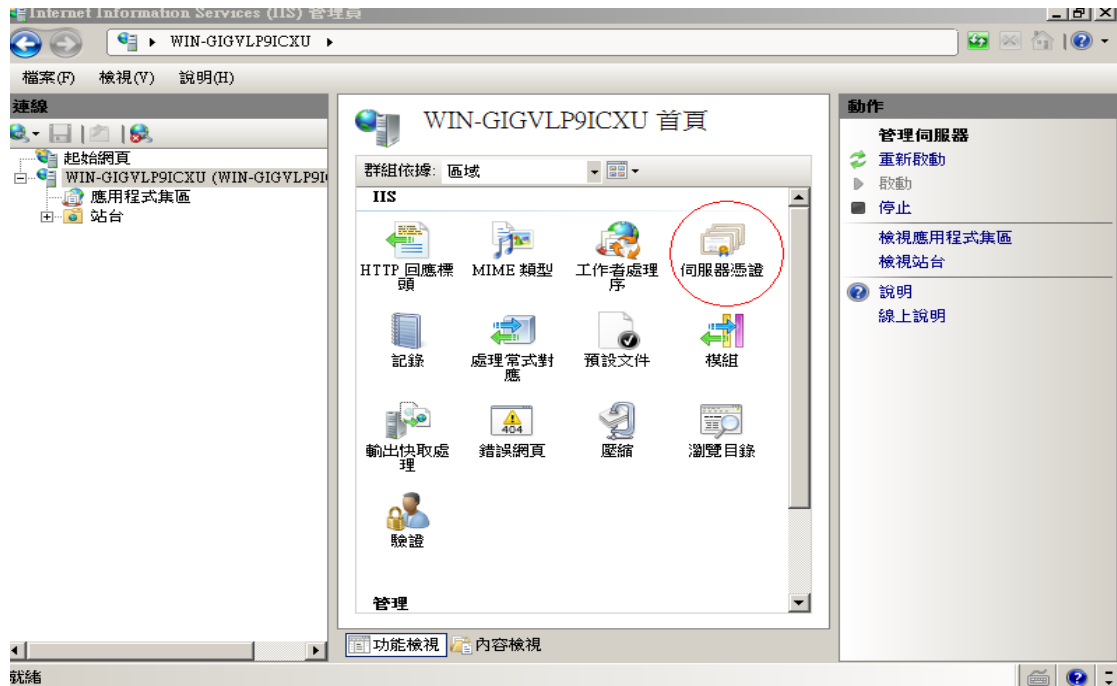 Internet Information Services (IIS) 管理員
WIN-GIGVLP9ICXU
檔案(F) 檢視(V) 說明(H)
連線
起始網頁
WIN-GIGVLP9ICXU (WIN-GIGVLP9I
應用程式集區
站台
WIN-GIGVLP9ICXU 首頁
群組依據: 區域
IIS
HTTP 回應標
頭
MIME 類型
工作者處理
序
伺服器憑證
記錄
處理常式對
應
預設文件
模組
輸出快取處
理
404
錯誤網頁
壓縮
瀏覽目錄
驗證
管理
功能檢視 內容檢視
動作
管理伺服器
重新啟動
啟動
停止
檢視應用程式集區
檢視站台
說明
線上說明
就緒